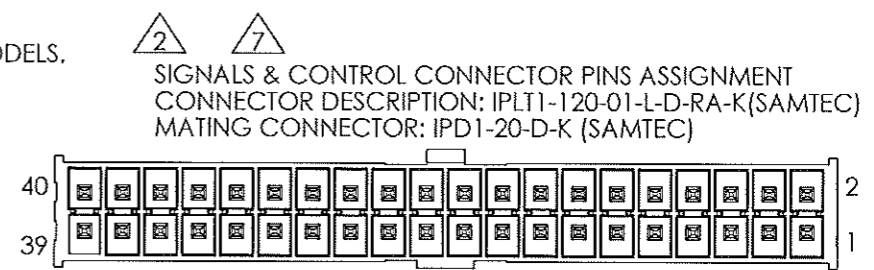 ODELS,
2 7
SIGNALS & CONTROL CONNECTOR PINS ASSIGNMENT
CONNECTOR DESCRIPTION: IPLT1-120-01-L-D-RA-K(SAMTEC)
MATING CONNECTOR: IPD1-20-D-K (SAMTEC)
40 2
39 1